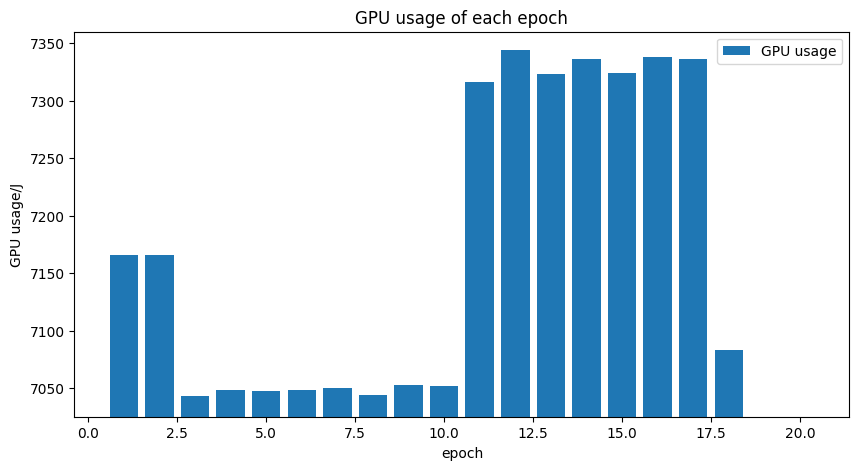 GPU usage of each epoch
GPU usage
7350
7300
7250
7200
7150
7100
7050
GPU usage/J
0.0 2.5 5.0 7.5 10.0 12.5 15.0 17.5 20.0
epoch